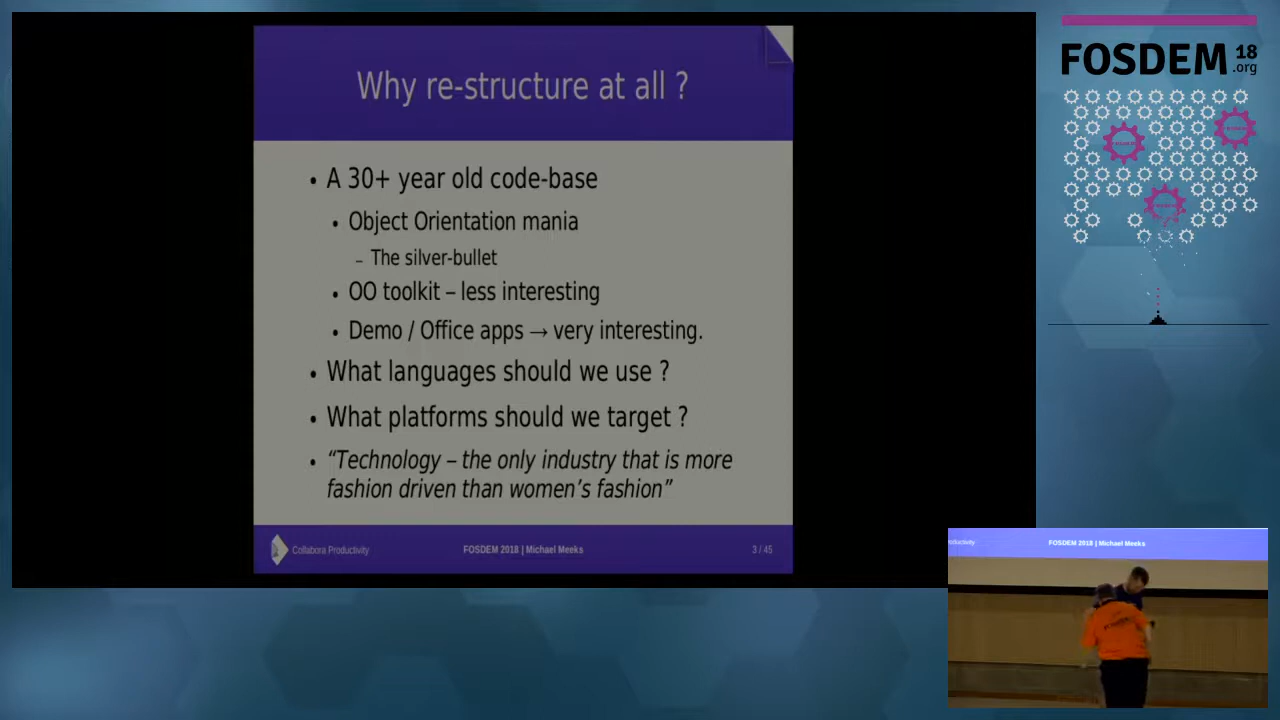 Why re-structure at all ?
• A 30+ year old code-base
• Object Orientation mania
– The silver-bullet
• OO toolkit – less interesting
• Demo / Office apps → very interesting.
• What languages should we use ?
• What platforms should we target ?
• “Technology – the only industry that is more
fashion driven than women’s fashion”
Collabora Productivity
FOSDEM 2018 | Michael Meeks
3 / 45
FOSDEM 18
.org
FOSDEM 2018 | Michael Meeks